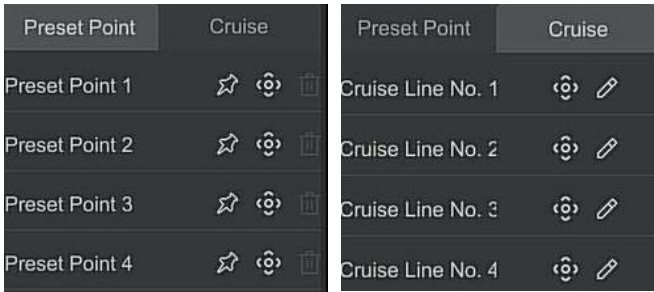 Preset Point Cruise
Preset Point 1
Preset Point 2
Preset Point 3
Preset Point 4
Preset Point Cruise
Cruise Line No. 1
Cruise Line No. 2
Cruise Line No. 3
Cruise Line No. 4